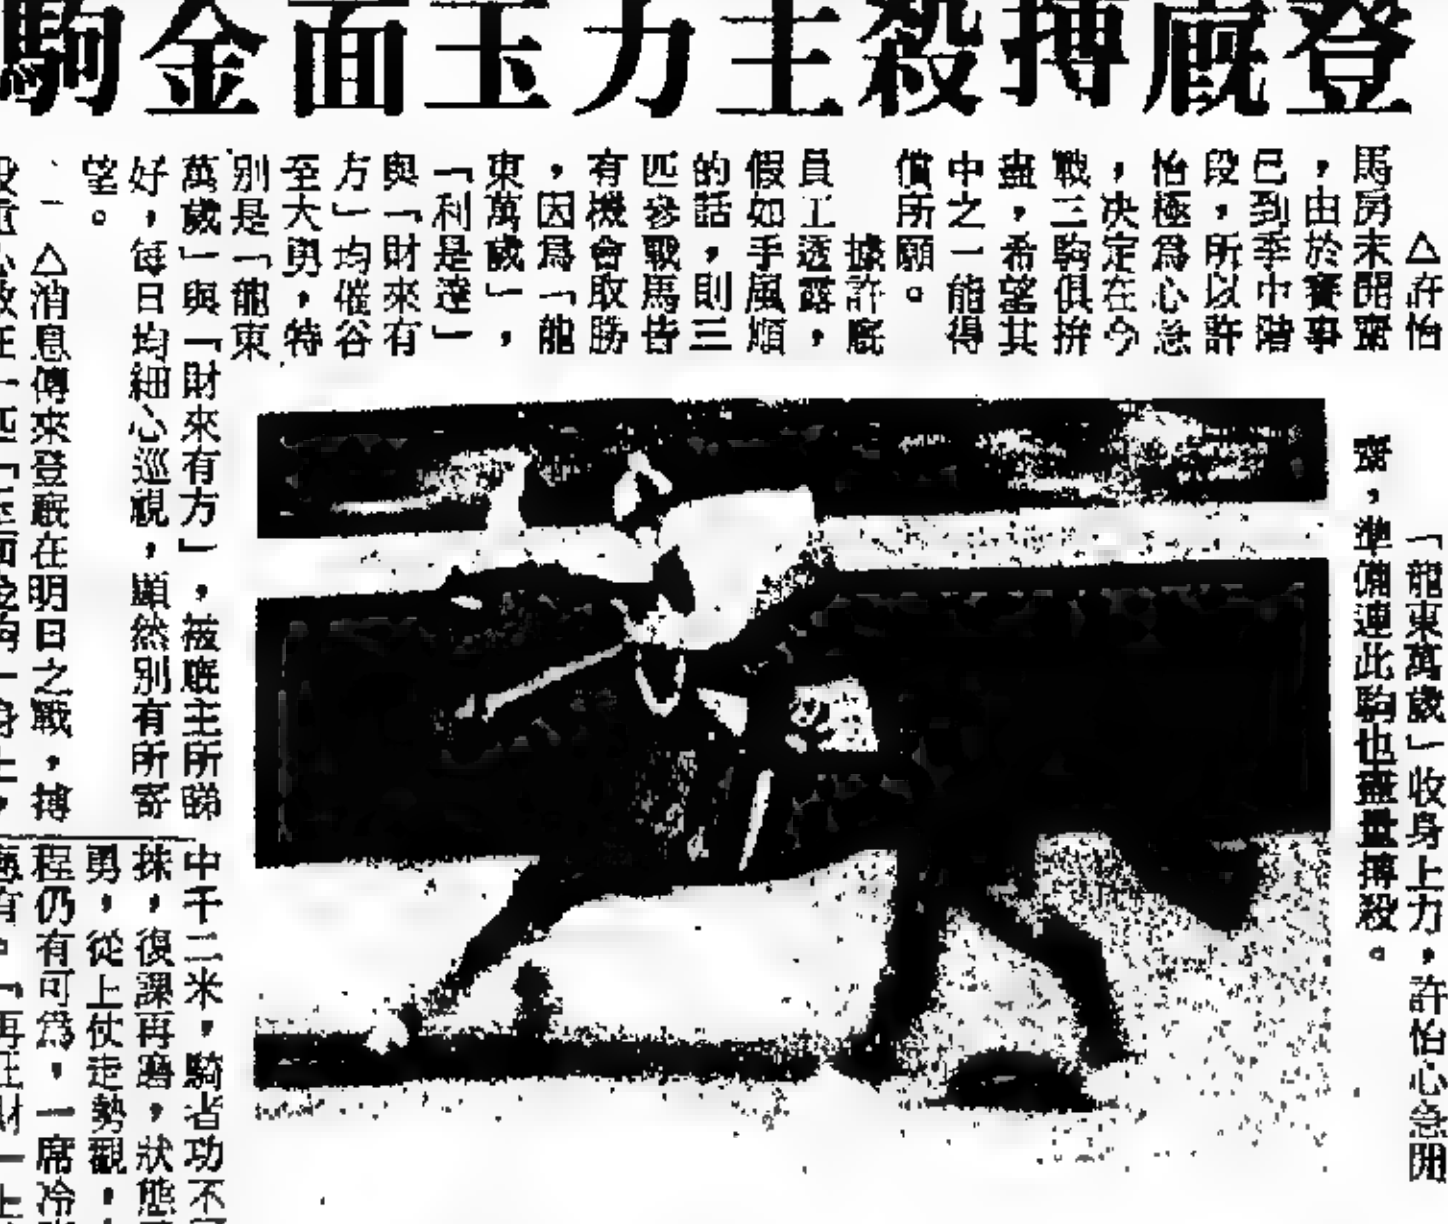 登廐搏殺主力玉面金駒
△許怡
馬房未開齋
，由於賽事
已到季中階
段，所以許
怡極為心急
，決定在今
戰三駒俱拚
盡，希望其
中之一能得
償所願。
據許廐
員工透露，
假如手風順
的話，則三
匹參戰馬皆
有機會取勝
，因爲「龍
東萬歲」，
「利是達」
與「財來有
方」均催谷
至大勇，特
別是「龍東
萬歲」與「財來有方」，被廐主所睇
好，每日均細心巡視，顯然別有所寄
望。
△消息傳來登廐在明日之戰，搏
「龍東萬歲」收身上力，許怡心急開
齋，準備連此駒也盡量搏殺。
中千二米，騎者功不
抹，復課再磨，狀態
勇，從上仗走勢觀，
程仍有可爲，一席冷